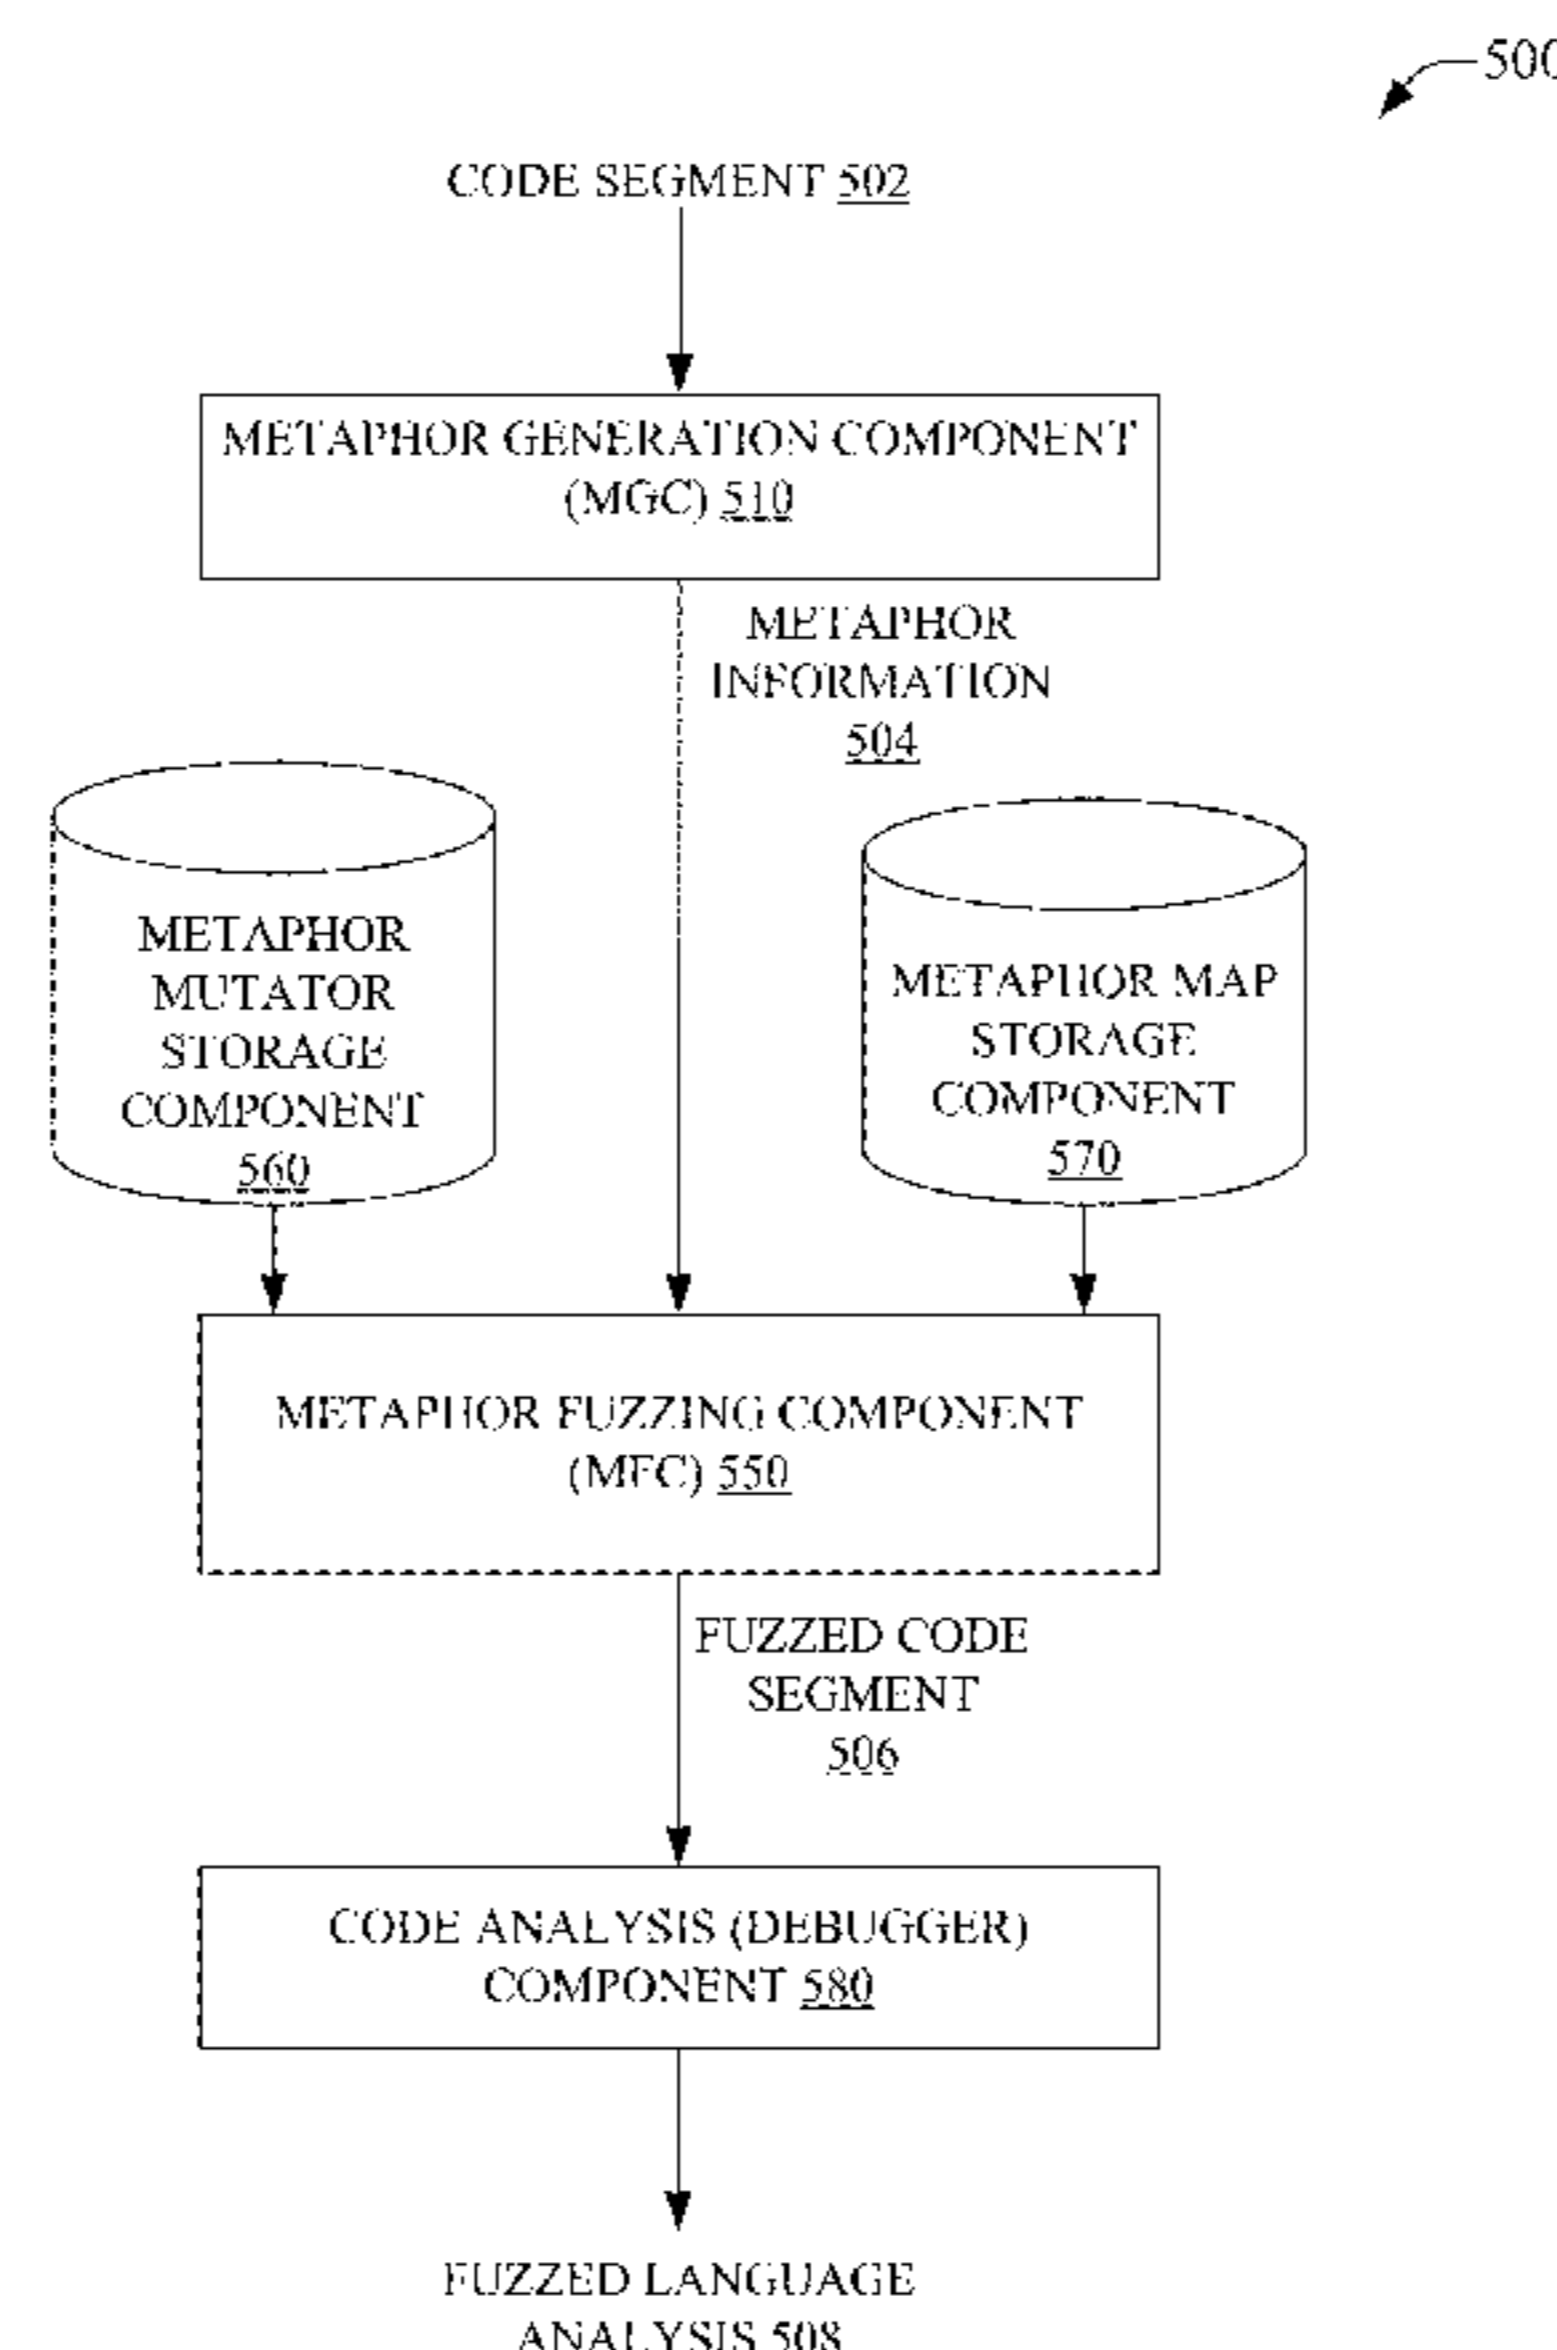 500
CODE SEGMENT 502
METAPHOR GENERATION COMPONENT
(MGC) 510
METAPHOR
INFORMATION
504
METAPHOR
MUTATOR
STORAGE
COMPONENT
560
METAPHOR MAP
STORAGE
COMPONENT
570
METAPHOR FUZZING COMPONENT
(MFC) 550
FUZZED CODE
SEGMENT
506
CODE ANALYSIS (DEBUGGER)
COMPONENT 580
FUZZED LANGUAGE
ANALYSIS 508